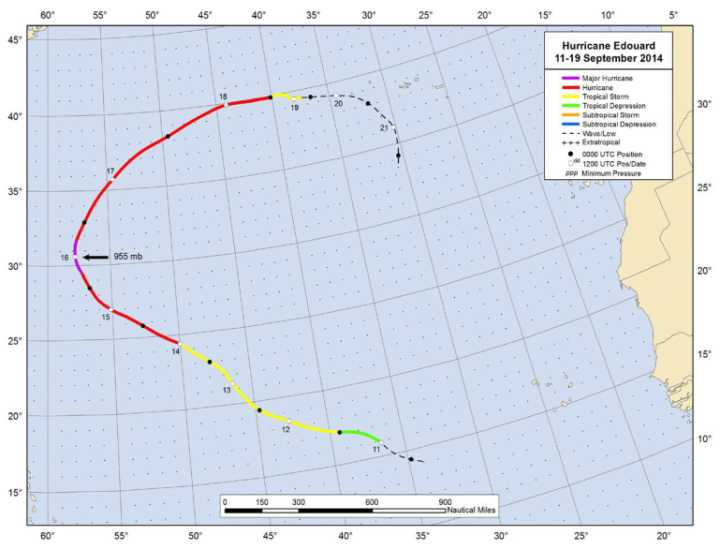 60° 55° 50° 45° 40° 35° 30° 25° 20° 15° 10° 5°
45°
Hurricane Edouard
11-19 September 2014
Major Hurricane
Hurricane
Tropical Storm
Tropical Depression
Subtropical Storm
Subtropical Depression
Wave/Low
Extratropical
0000 UTC Position
dd 1200 UTC Pos/Date
PPP Minimum Pressure
18
19
20
30°
40°
21
17
35°
25°
16
955 mb
30°
20°
15
14
25°
15°
13
20°
12
11
10°
15°
0 150 300 600 900
Nautical Miles
60° 55° 50° 45° 40° 35° 30° 25° 20°